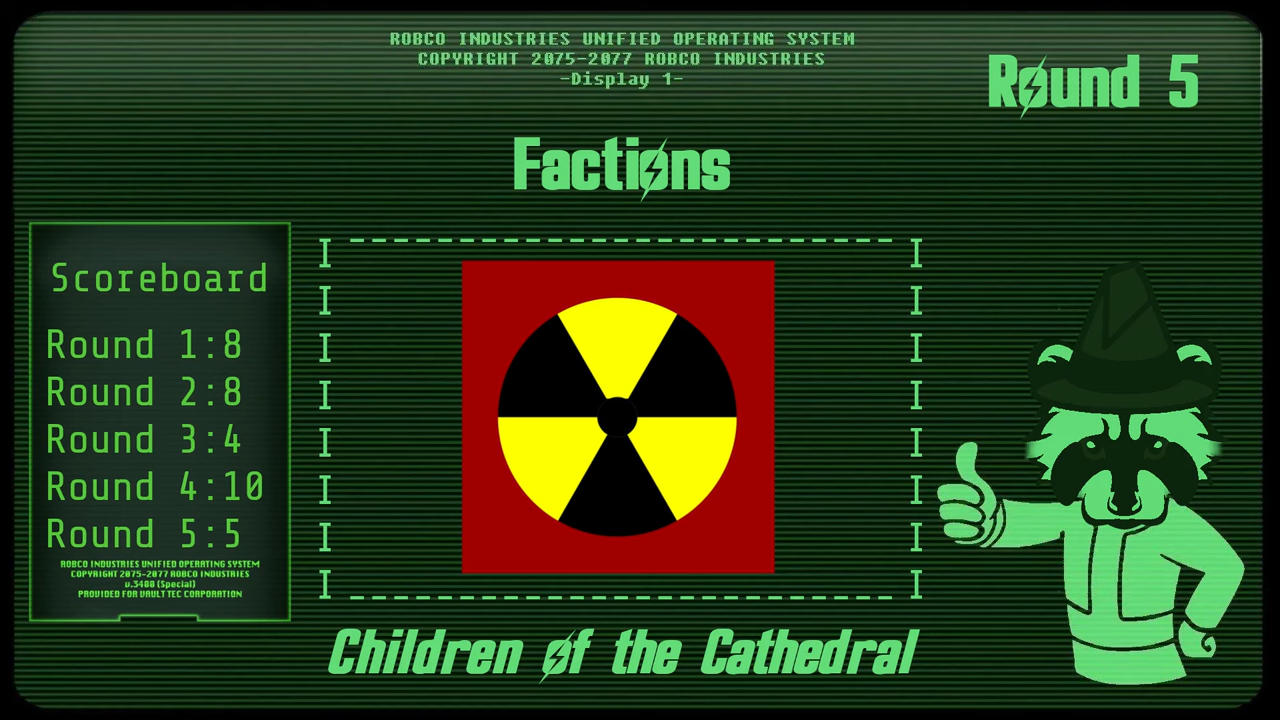 ROBCO INDUSTRIES UNIFIED OPERATING SYSTEM
COPYRIGHT 2075-2077 ROBCO INDUSTRIES
-Display 1-
Round 5
Factions
Scoreboard
Round 1:8
Round 2:8
Round 3:4
Round 4:10
Round 5:5
ROBCO INDUSTRIES UNIFIED OPERATING SYSTEM
COPYRIGHT 2075-2077 ROBCO INDUSTRIES
v.3480 (Special)
PROVIDED FOR VAULT TEC CORPORATION
Children of the Cathedral